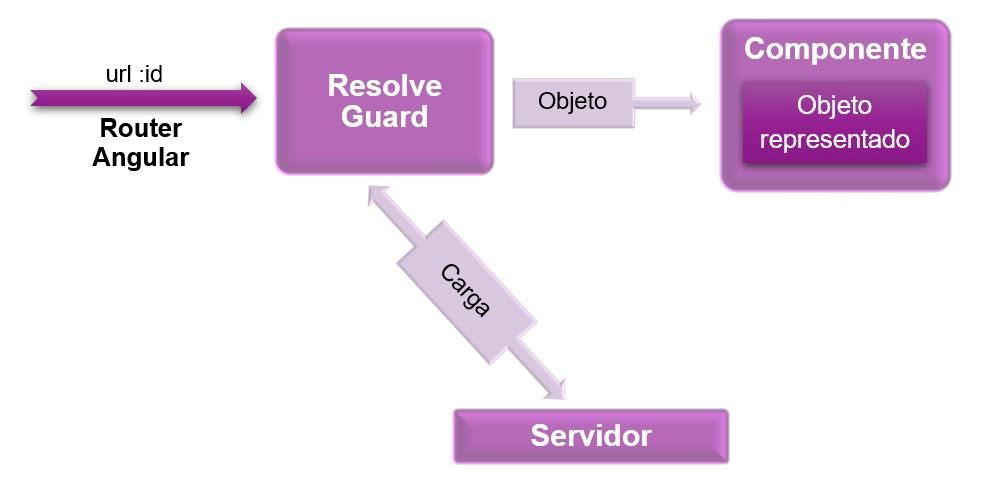 url :id
Router
Angular
Resolve
Guard
Objeto
Componente
Objeto
representado
Carga
Servidor